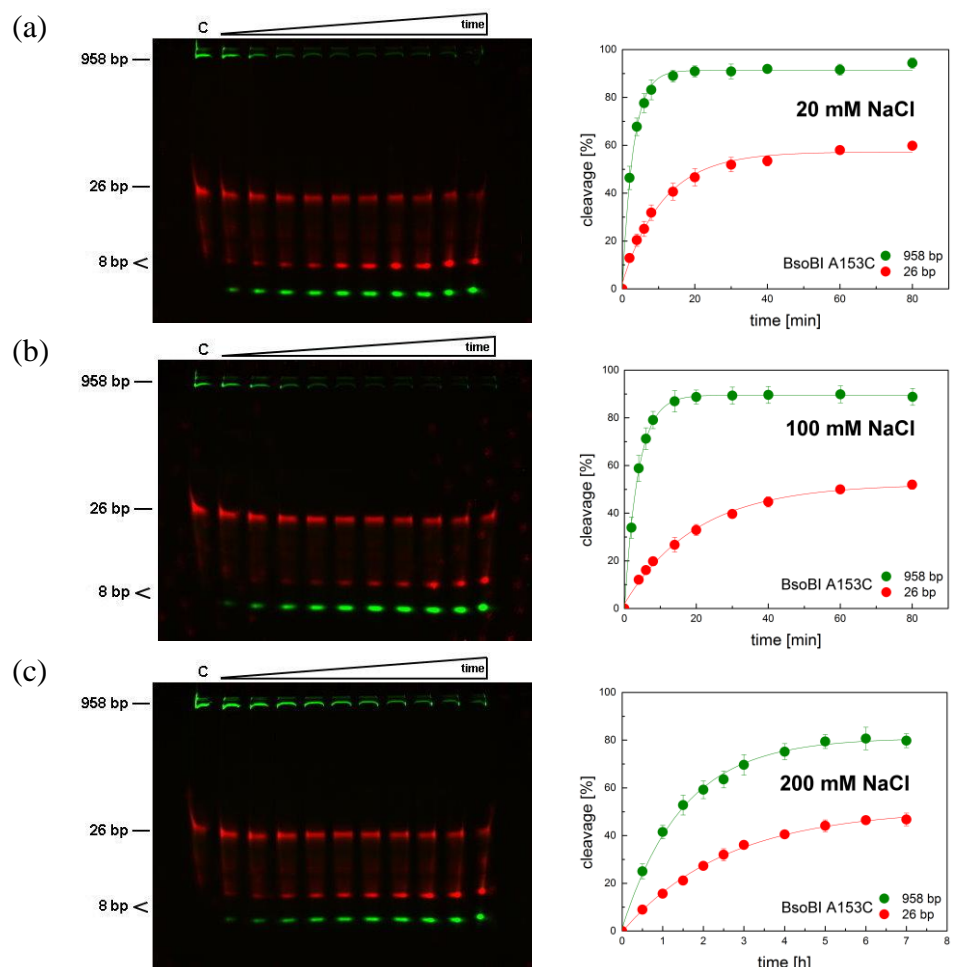 (a)
C
time
958 bp
26 bp
8 bp <
100
80
60
40
20
0
cleavage [%]
20 mM NaCl
BsoBI A153C
958 bp
26 bp
0 20 40 60 80
time [min]
(b)
C
time
958 bp
26 bp
8 bp <
100
80
60
40
20
0
cleavage [%]
100 mM NaCl
BsoBI A153C
958 bp
26 bp
0 20 40 60 80
time [min]
(c)
C
time
958 bp
26 bp
8 bp <
100
80
60
40
20
0
cleavage [%]
200 mM NaCl
BsoBI A153C
958 bp
26 bp
0 1 2 3 4 5 6 7 8
time [h]